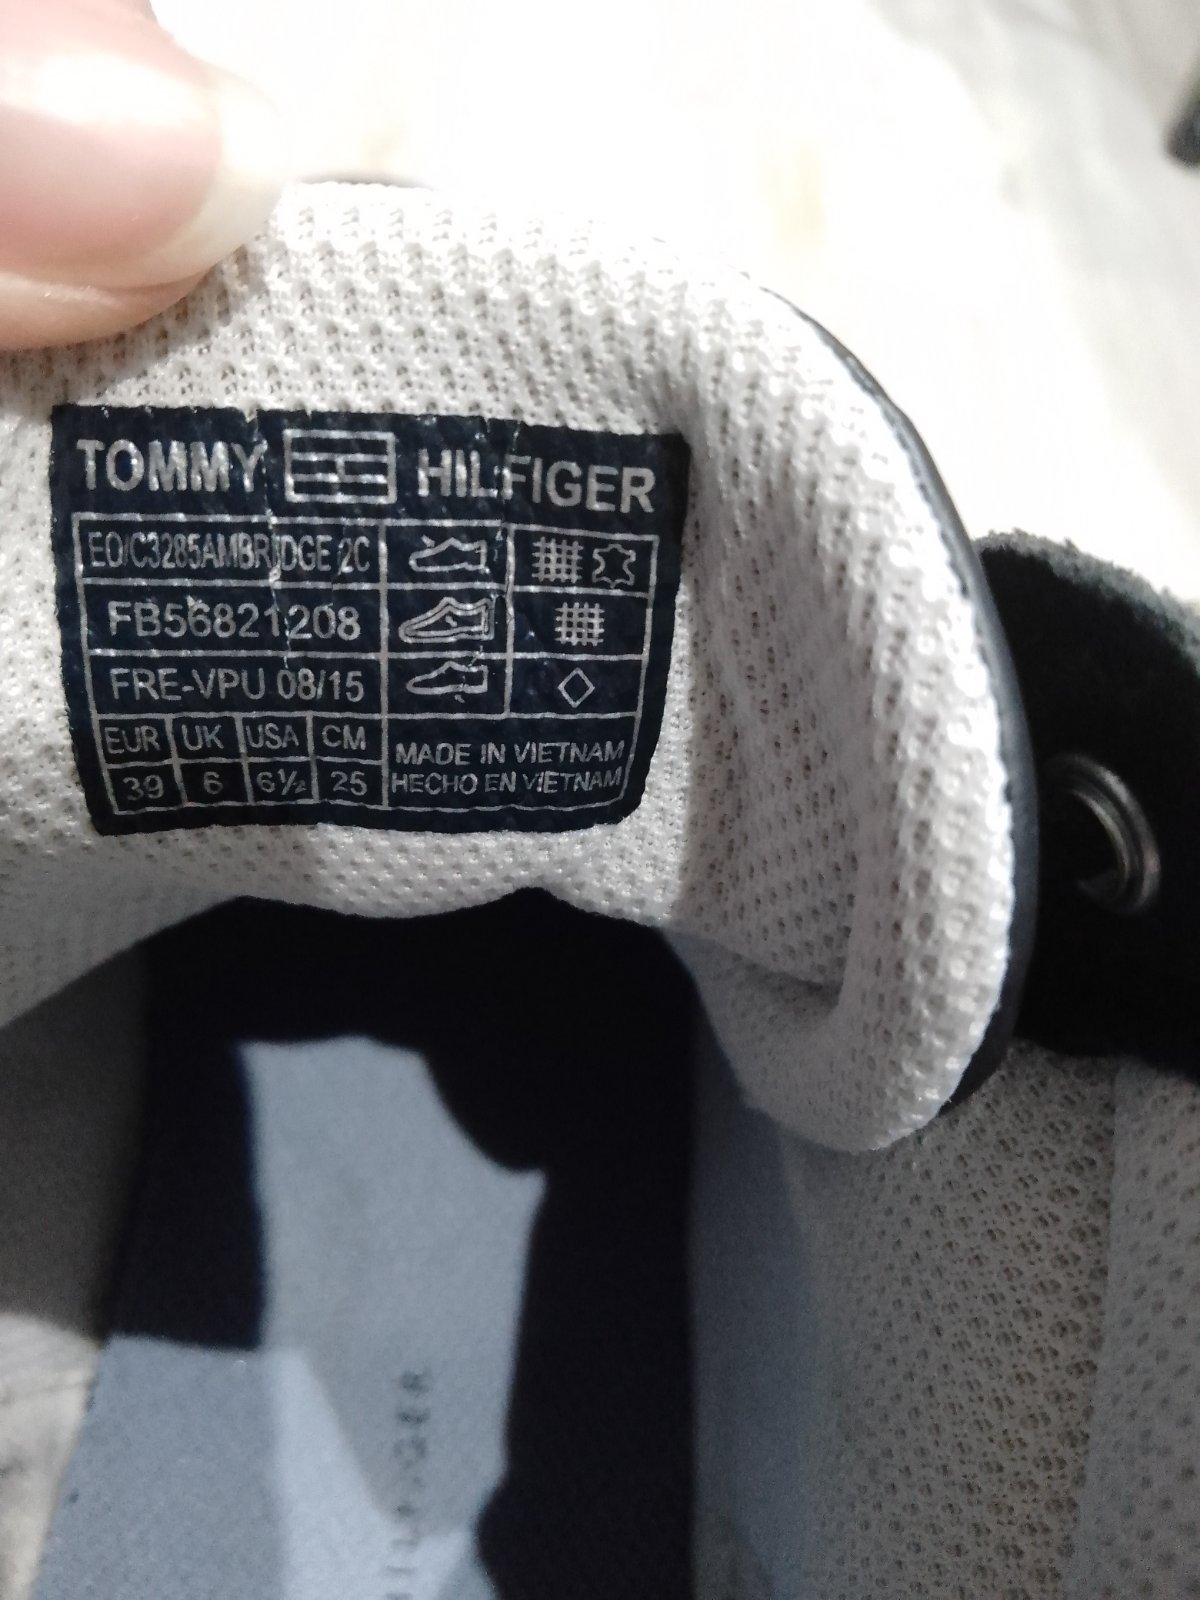 TOMMY HILFIGER
EO/C3285AMBRIDGE 2C
FB56821208
FRE-VPU 08/15
EUR UK USA CM
39 6 6½ 25
MADE IN VIETNAM
HECHO EN VIETNAM
HILFIGER